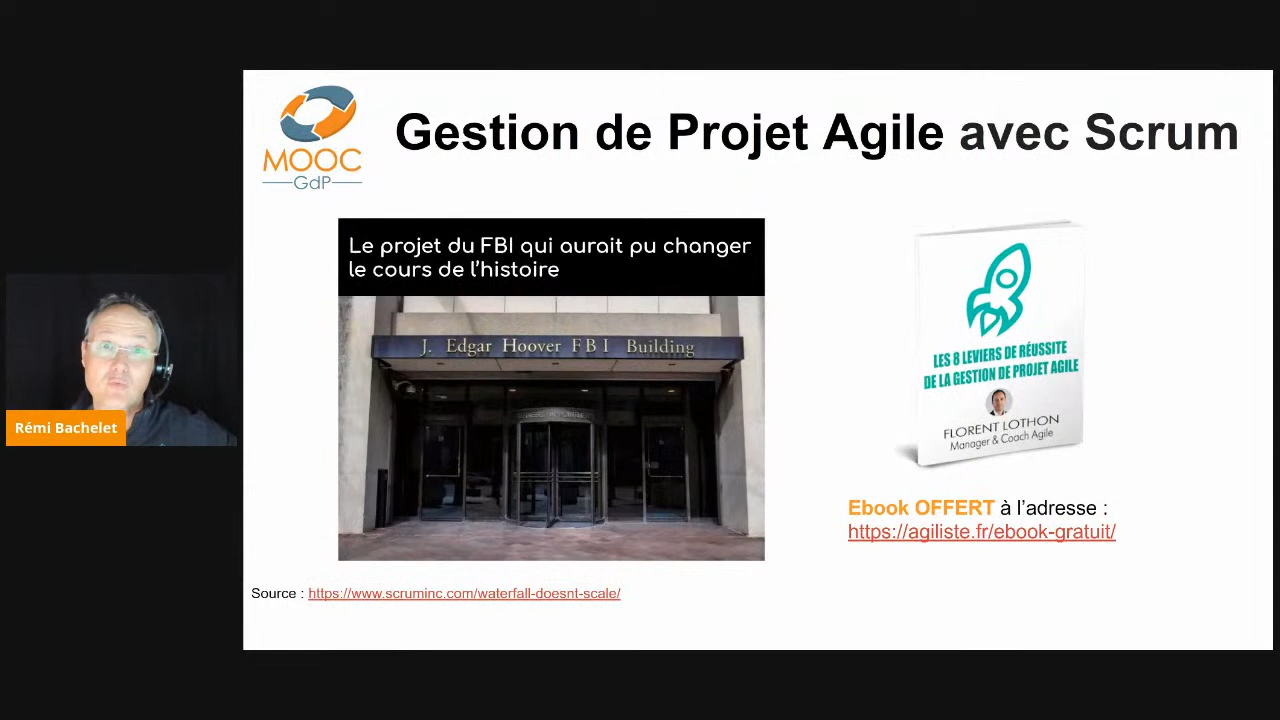 MOOC
GdP
Gestion de Projet Agile avec Scrum
Le projet du FBI qui aurait pu changer
le cours de l'histoire
J. Edgar Hoover FBI Building
LES 8 LEVIERS DE RÉUSSITE
DE LA GESTION DE PROJET AGILE
FLORENT LOTHON
Manager & Coach Agile
Rémi Bachelet
Ebook OFFERT à l'adresse :
https://agiliste.fr/ebook-gratuit/
Source : https://www.scruminc.com/waterfall-doesnt-scale/